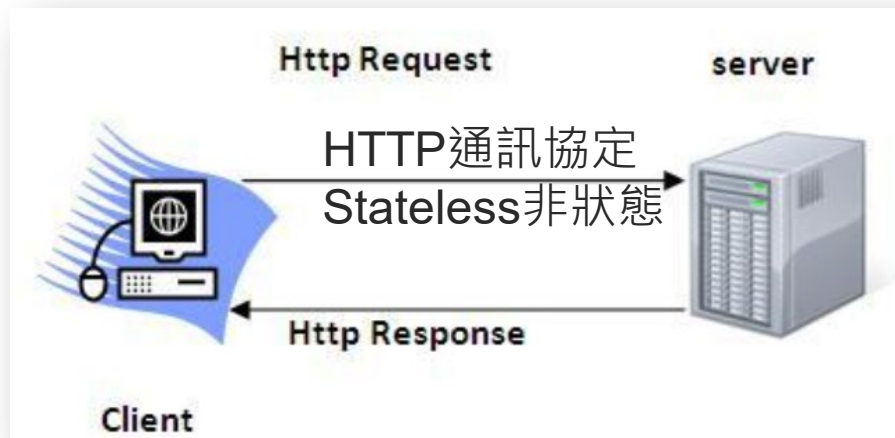 Http Request
server
HTTP通訊協定
Stateless非狀態
Http Response
Client